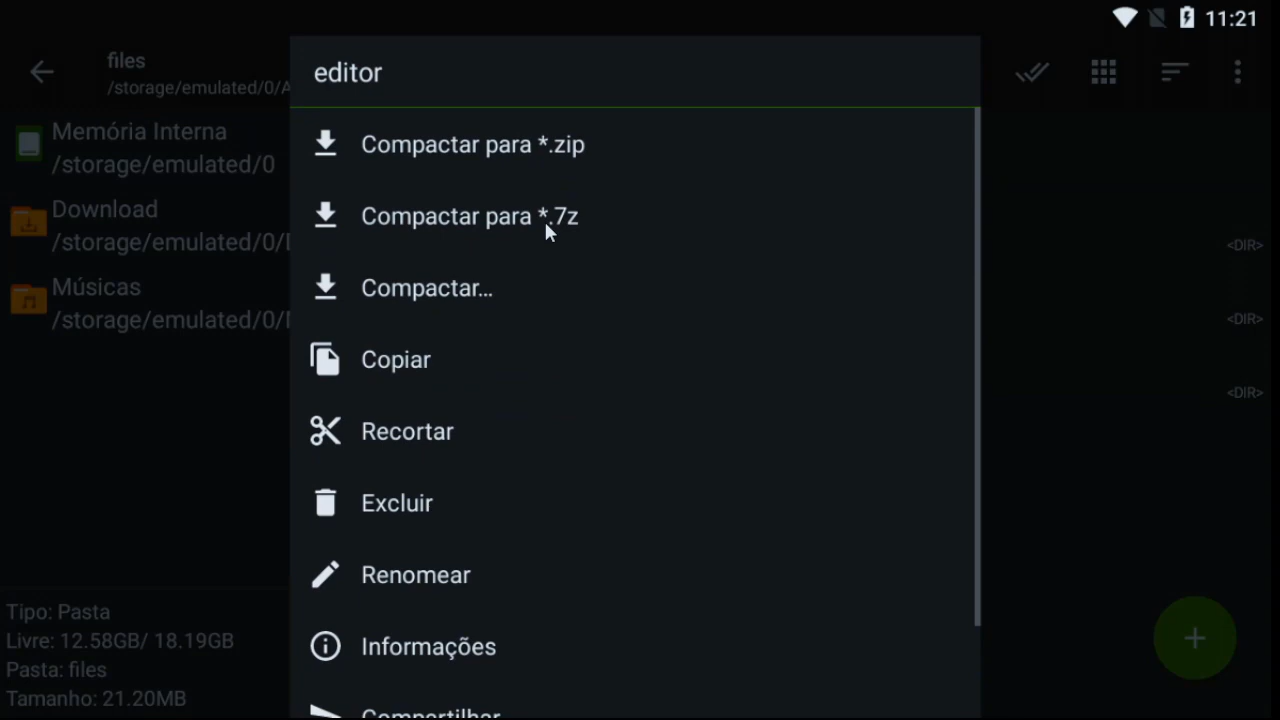 11:21
files
/storage/emulated/0/A
Memória Interna
/storage/emulated/0
Download
/storage/emulated/0/
Músicas
/storage/emulated/0/
editor
Compactar para *.zip
Compactar para *.7z
Compactar...
Copiar
Recortar
Excluir
Renomear
Informações
Compartilhar
<DIR>
<DIR>
<DIR>
Tipo: Pasta
Livre: 12.58GB/ 18.19GB
Pasta: files
Tamanho: 21.20MB